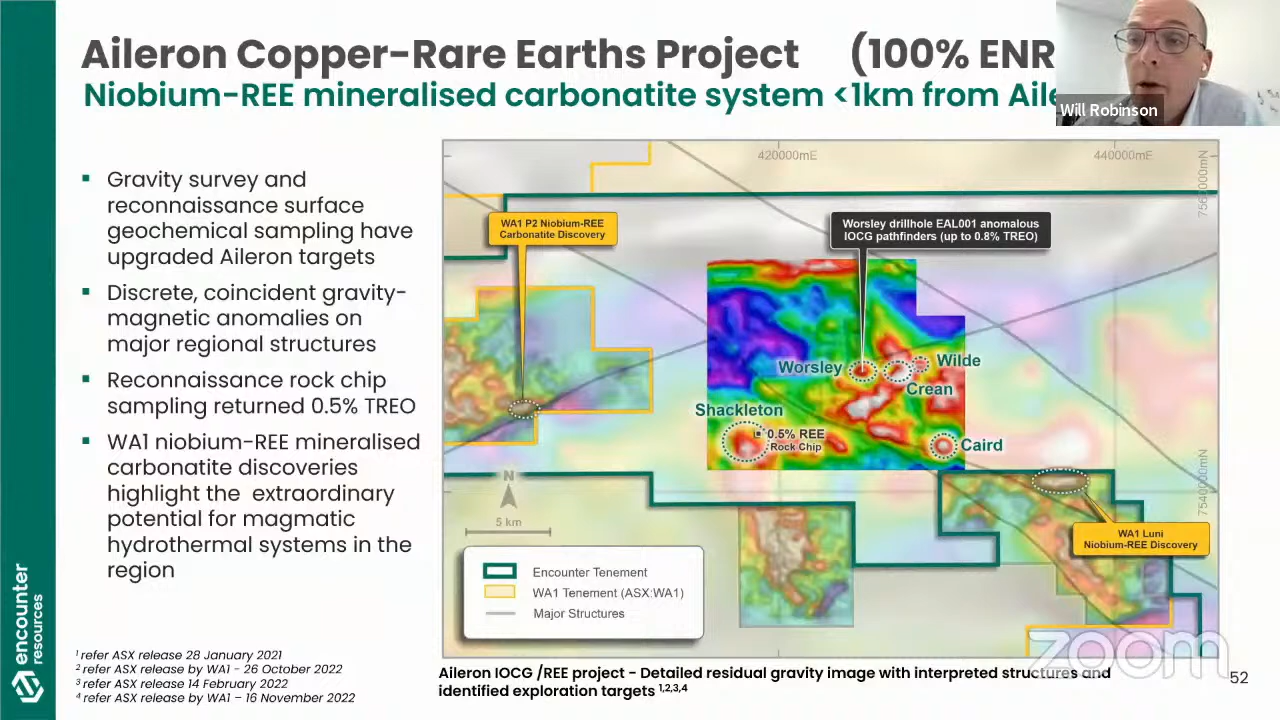 Aileron Copper-Rare Earths Project (100% ENR
Niobium-REE mineralised carbonatite system <1km from Aile
Will Robinson
▪ Gravity survey and
reconnaissance surface
geochemical sampling have
upgraded Aileron targets
▪ Discrete, coincident gravity-
magnetic anomalies on
major regional structures
▪ Reconnaissance rock chip
sampling returned 0.5% TREO
▪ WA1 niobium-REE mineralised
carbonatite discoveries
highlight the extraordinary
potential for magmatic
hydrothermal systems in the
region
420000mE
440000mE
WA1 P2 Niobium-REE
Carbonatite Discovery
Worsley drillhole EAL001 anomalous
IOCG pathfinders (up to 0.8% TREO)
Worsley
Wilde
Crean
Shackleton
0.5% REE
Rock Chip
Caird
7540000mN
N
5 km
WA1 Luni
Niobium-REE Discovery
Encounter Tenement
WA1 Tenement (ASX:WA1)
Major Structures
encounter
resources
¹ refer ASX release 28 January 2021
² refer ASX release by WA1 - 26 October 2022
³ refer ASX release 14 February 2022
⁴ refer ASX release by WA1 – 16 November 2022
Aileron IOCG /REE project - Detailed residual gravity image with interpreted structures and
identified exploration targets ¹,²,³,⁴
zoom
52